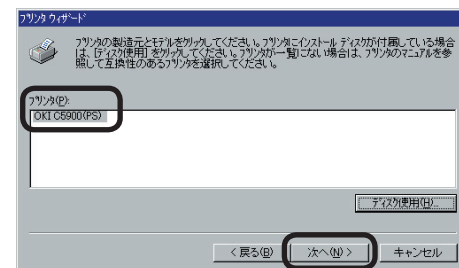 プリンタ ウィザード
プリンタの製造元とモデルをクリックしてください。プリンタにインストール ディスクが付属している場合
は、[ディスク使用] をクリックしてください。プリンタが一覧にない場合は、プリンタのマニュアルを参
照して互換性のあるプリンタを選択してください。
プリンタ(P):
OKI C5900(PS)
ディスク使用(H)...
< 戻る(B)
次へ(N) >
キャンセル